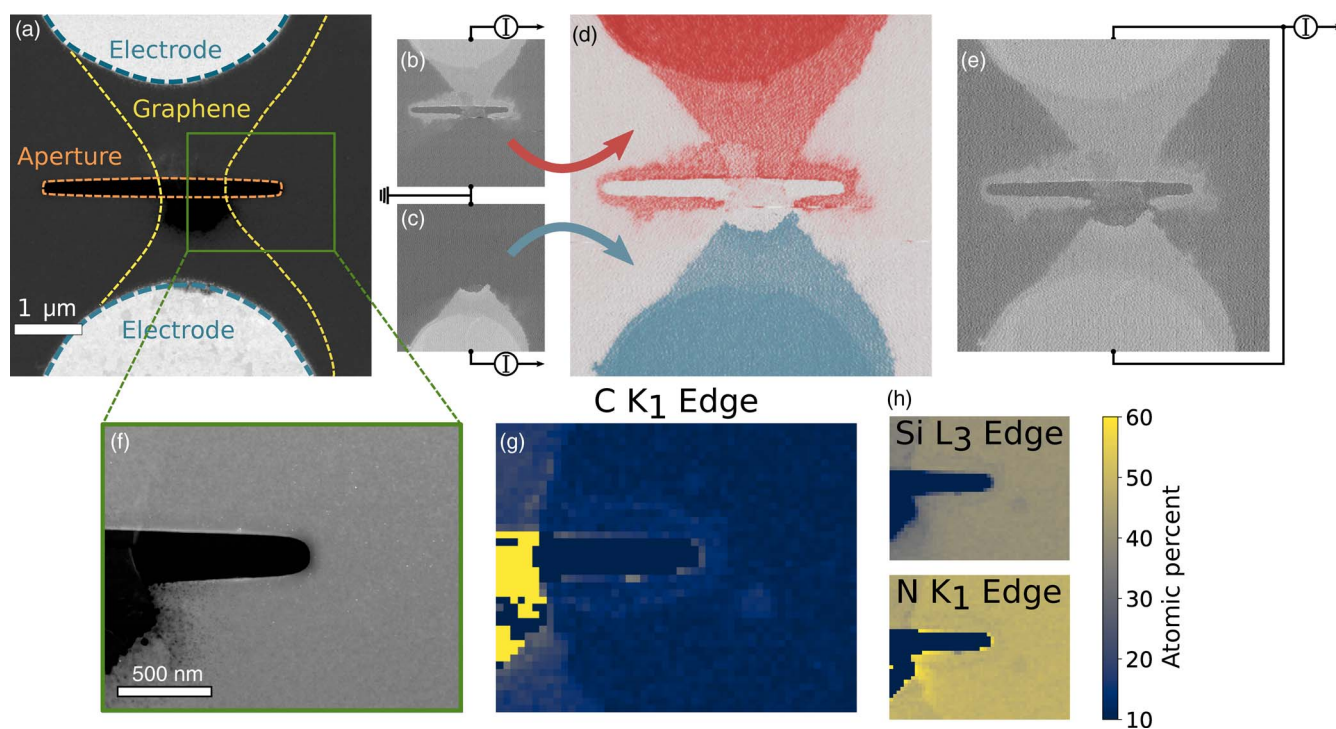 (a)
Electrode
Graphene
Aperture
1 μm
Electrode
(b)
I
(c)
I
(d)
(e)
I
C K1 Edge
(f)
500 nm
(g)
(h)
Si L3 Edge
N K1 Edge
60
50
40
30
20
10
Atomic percent